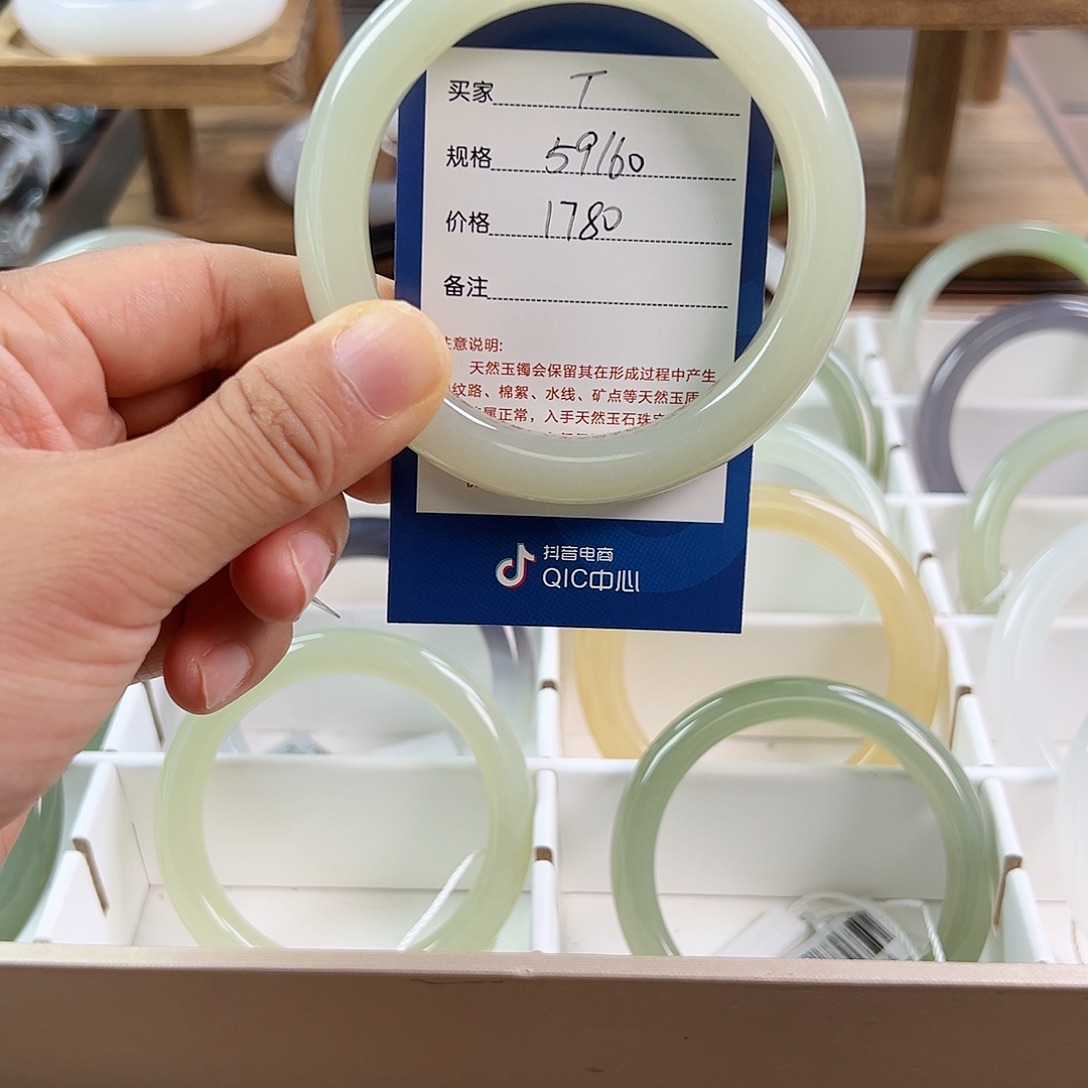 买家 T
规格 59/60
价格 1780
备注
注意说明:
天然玉镯会保留其在形成过程中产生
纹路、棉絮、水线、矿点等天然玉质
属正常，入手天然玉石珠宝
抖音电商
QIC中心